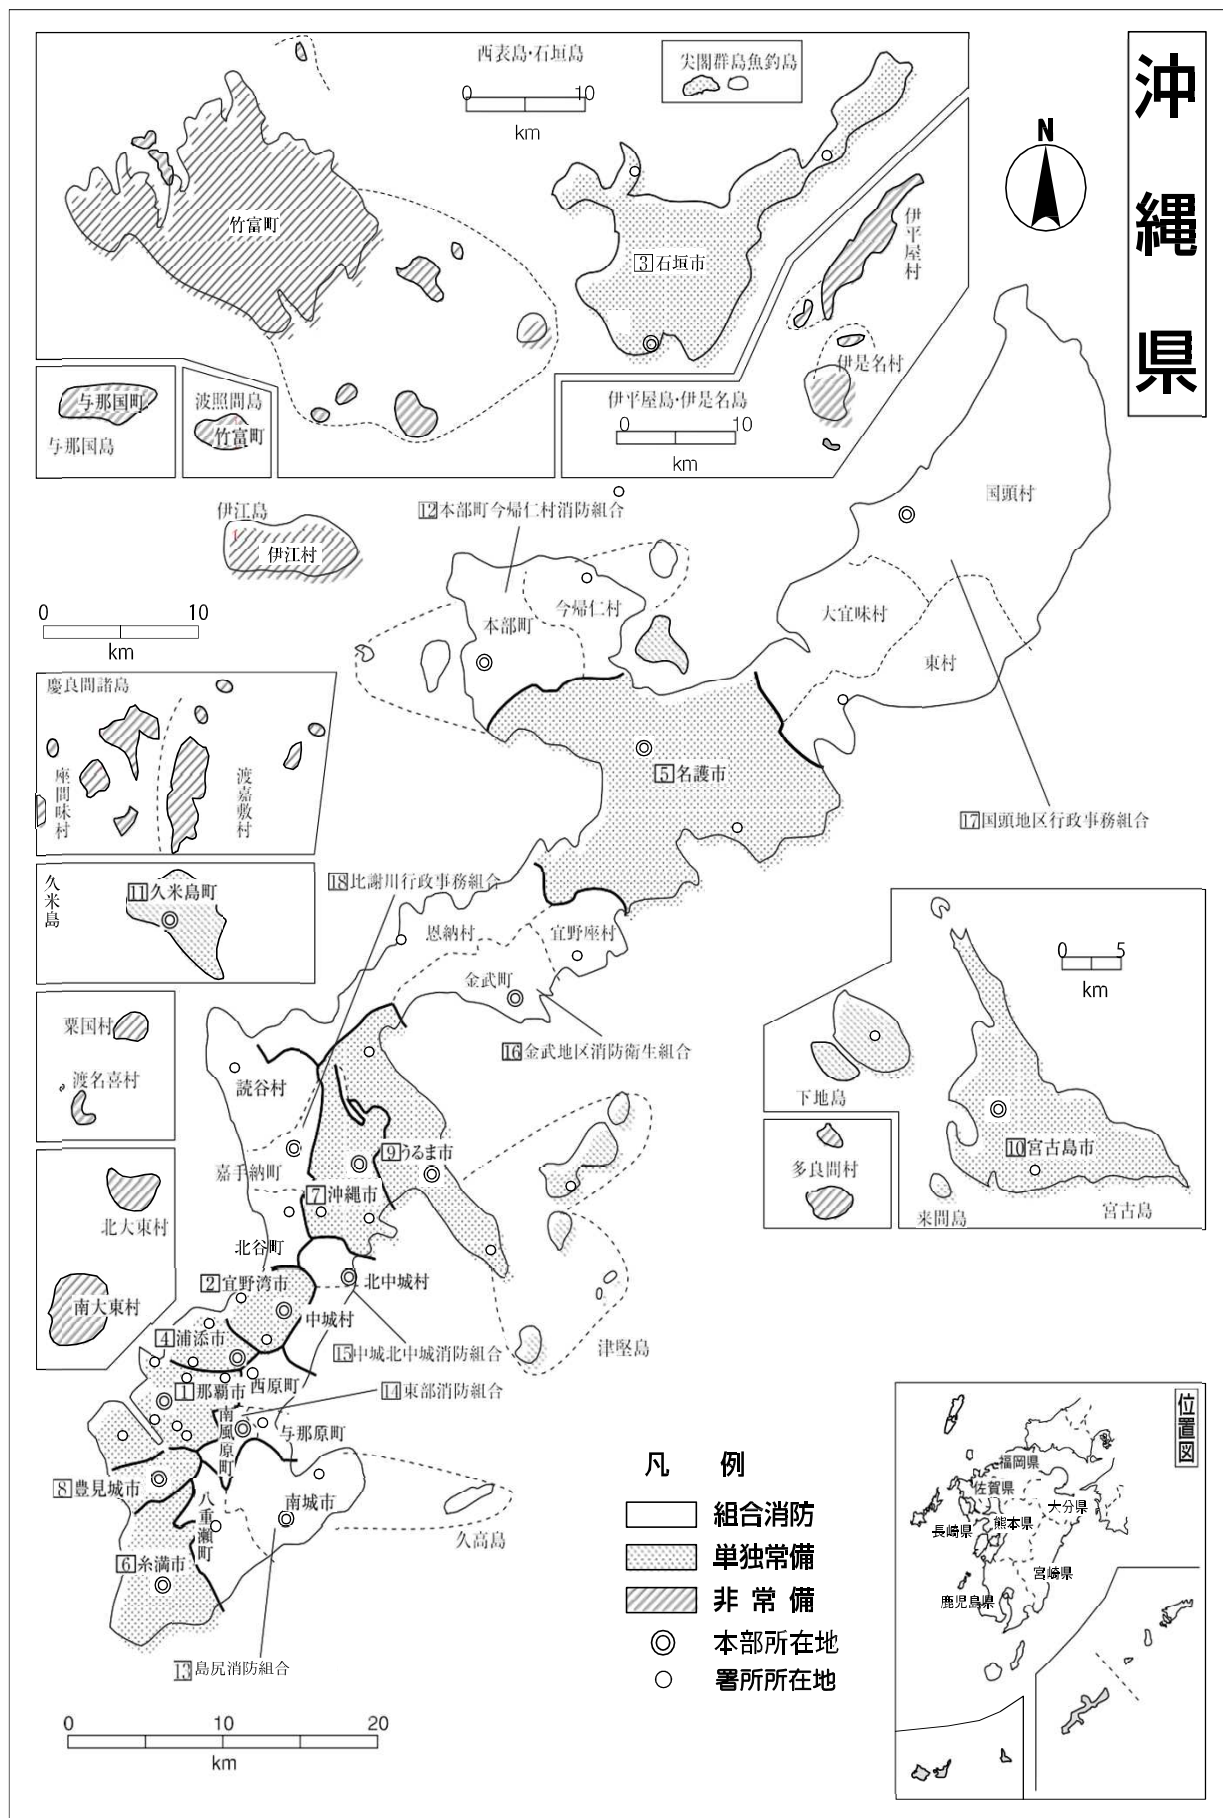 沖縄県
西表島・石垣島
0 10
km
尖閣群島魚釣島
N
竹富町
3石垣市
伊平屋村
伊是名村
伊平屋島・伊是名島
0 10
km
与那国町
与那国島
波照間島
竹富町
伊江島
伊江村
12本部町今帰仁村消防組合
国頭村
今帰仁村
本部町
大宜味村
東村
0 10
km
慶良間諸島
座間味村
渡嘉敷村
5名護市
17国頭地区行政事務組合
久米島
11久米島町
18比謝川行政事務組合
恩納村
宜野座村
金武町
0 5
km
粟国村
渡名喜村
16金武地区消防衛生組合
読谷村
下地島
嘉手納町
9うるま市
10宮古島市
多良間村
7沖縄市
来間島
宮古島
北大東村
北谷町
2宜野湾市
北中城村
南大東村
中城村
4浦添市
15中城北中城消防組合
津堅島
1那覇市
西原町
14東部消防組合
南風原町
与那原町
8豊見城市
八重瀬町
南城市
久高島
6糸満市
13島尻消防組合
凡 例
組合消防
単独常備
非常備
本部所在地
署所所在地
0 10 20
km
位置図
福岡県
佐賀県
大分県
長崎県
熊本県
宮崎県
鹿児島県